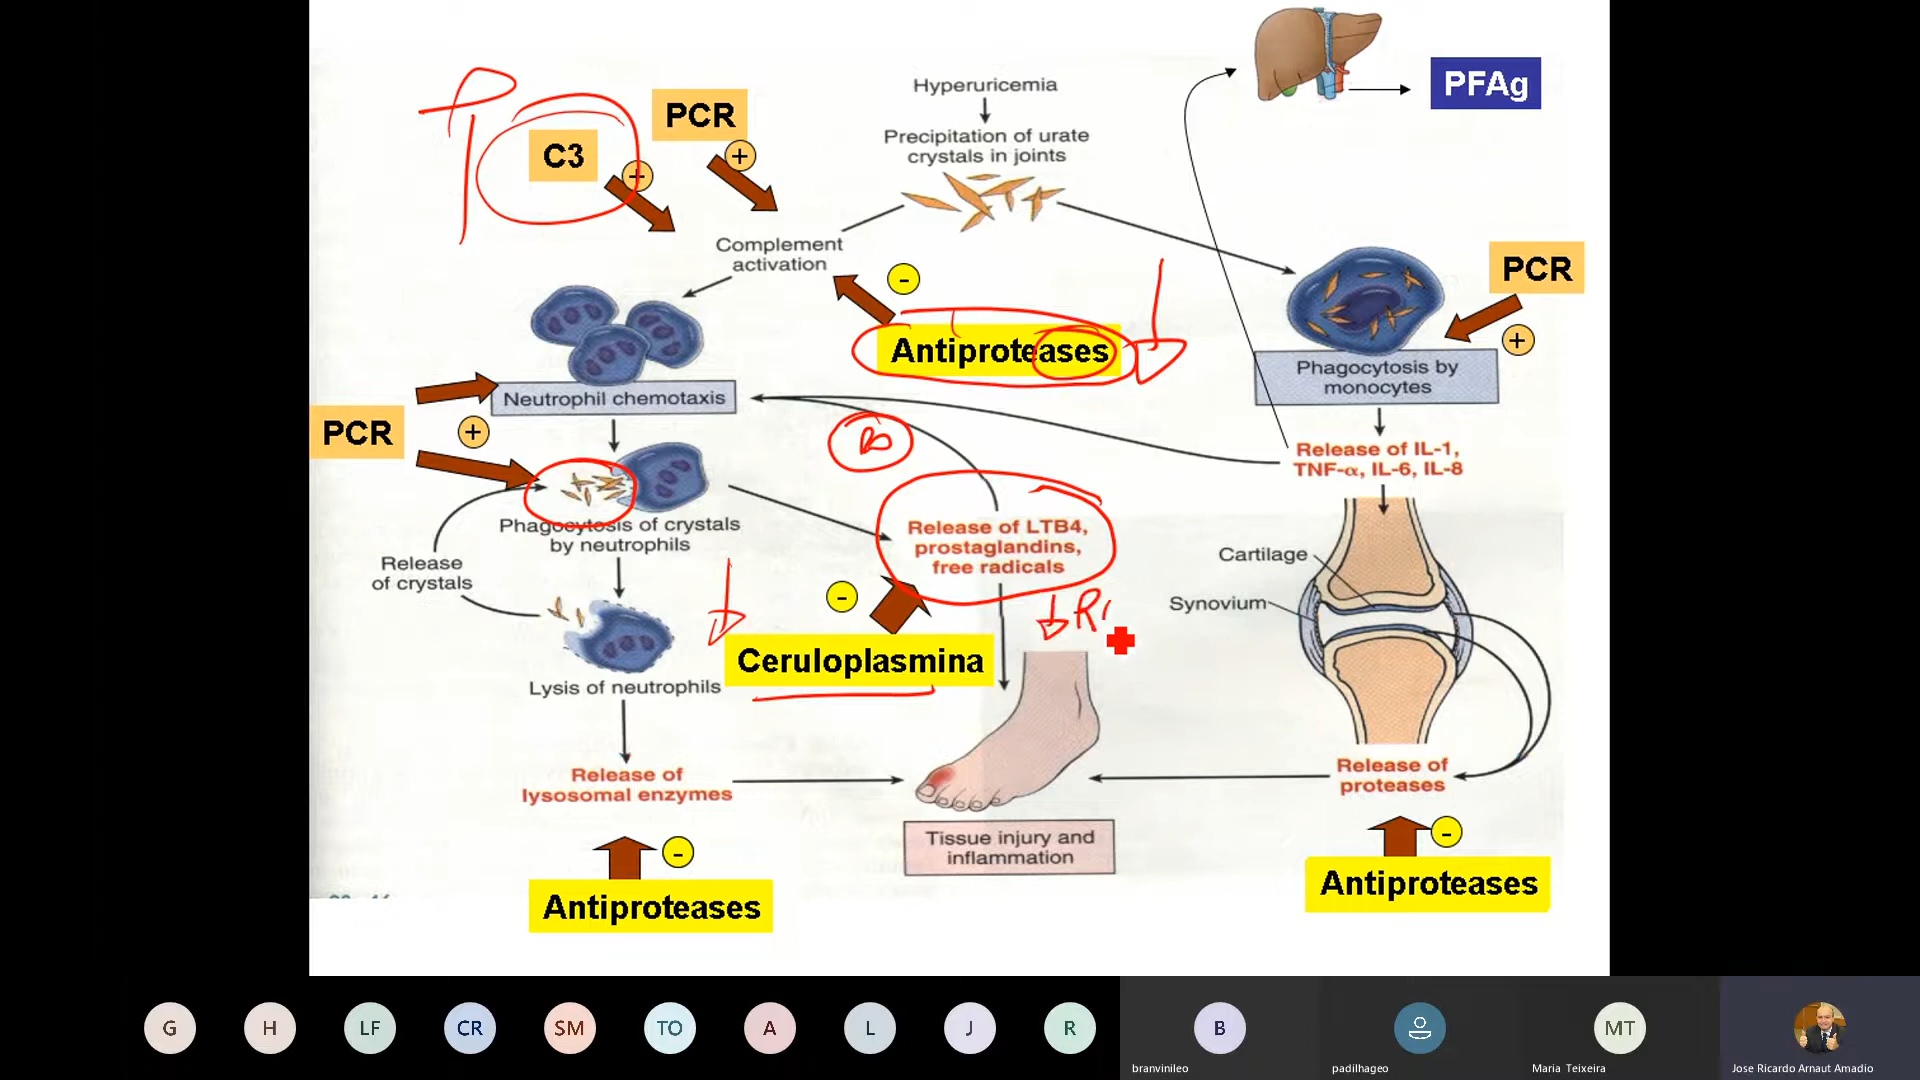 PFAg
Hyperuricemia
PCR
C3
+
+
Precipitation of urate
crystals in joints
Complement
activation
-
PCR
+
Antiproteases
Phagocytosis by
monocytes
Neutrophil chemotaxis
PCR
+
Release of IL-1,
TNF-α, IL-6, IL-8
Release of LTB4,
prostaglandins,
free radicals
Phagocytosis of crystals
by neutrophils
Release
of crystals
Cartilage
Synovium
-
Ceruloplasmina
Lysis of neutrophils
Release of
lysosomal enzymes
Release of
proteases
Tissue injury and
inflammation
-
Antiproteases
-
Antiproteases
G
H
LF
CR
SM
TO
A
L
J
R
B
MT
branvinileo
padilhageo
Maria Teixeira
Jose Ricardo Arnaut Amadio